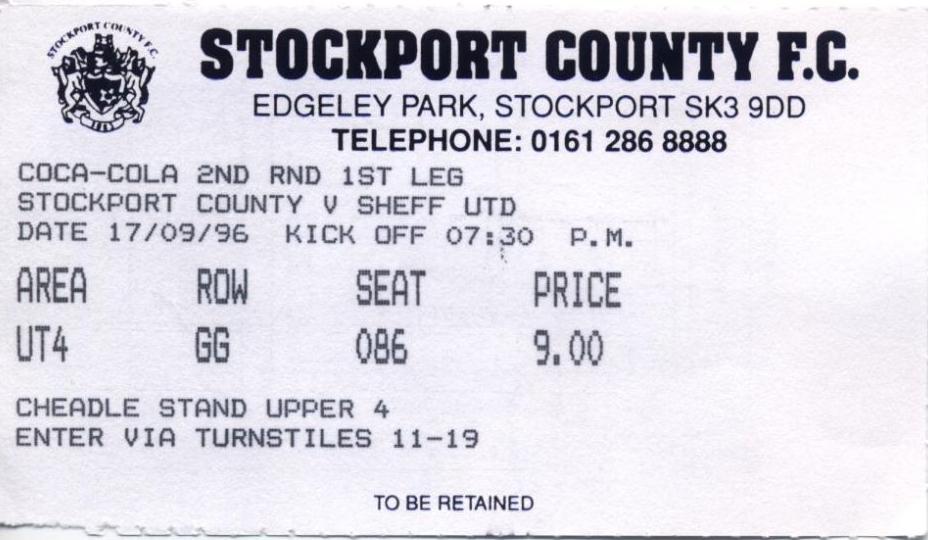 STOCKPORT COUNTY F.C.
STOCKPORT COUNTY F.C.
EDGELEY PARK, STOCKPORT SK3 9DD
TELEPHONE: 0161 286 8888
COCA-COLA 2ND RND 1ST LEG
STOCKPORT COUNTY V SHEFF UTD
DATE 17/09/96 KICK OFF 07:30 P.M.
AREA ROW SEAT PRICE
UT4 GG 086 9.00
CHEADLE STAND UPPER 4
ENTER VIA TURNSTILES 11-19
TO BE RETAINED